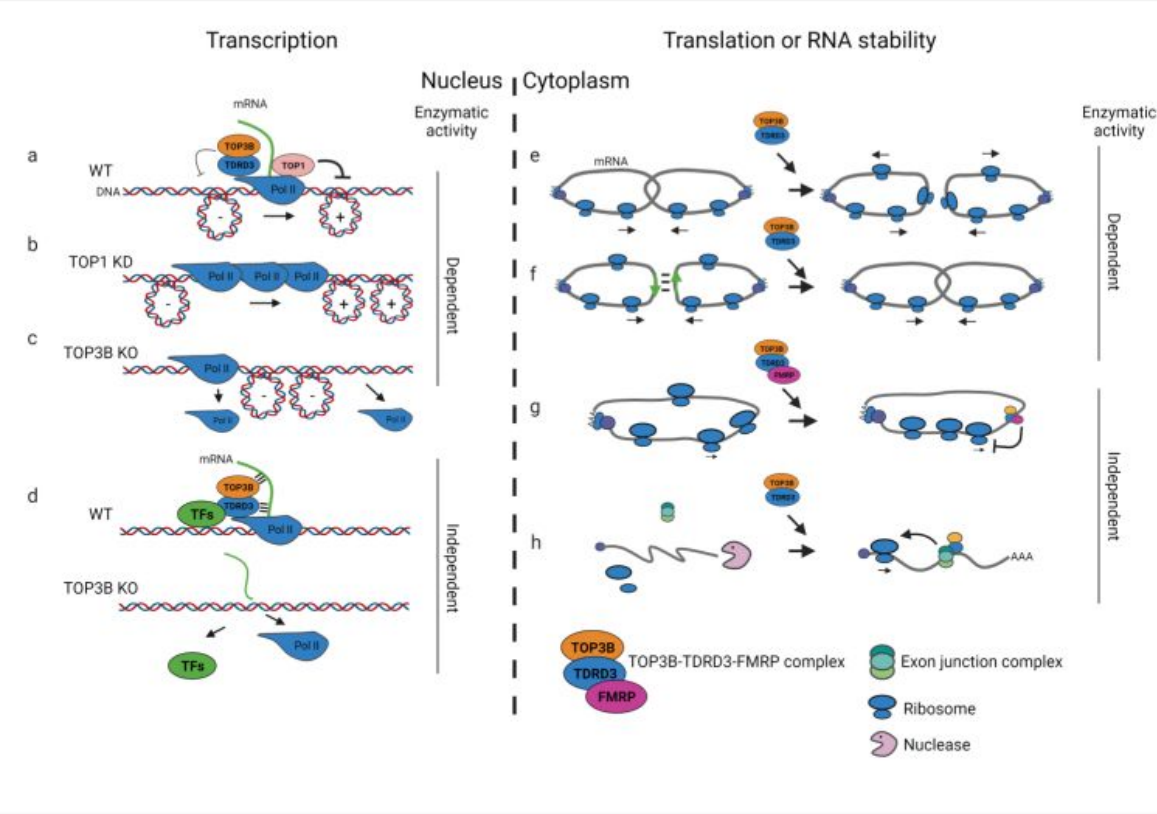 Transcription
Translation or RNA stability
Nucleus
Cytoplasm
Enzymatic
activity
Enzymatic
activity
a
WT
mRNA
TOP3B
TDRD3
TOP1
Pol II
DNA
-
+
b
TOP1 KD
Pol II
Pol II
Pol II
-
+
+
c
TOP3B KO
Pol II
-
-
Pol II
Pol II
Dependent
d
WT
mRNA
TOP3B
TDRD3
TFs
Pol II
TOP3B KO
TFs
Pol II
Independent
e
mRNA
TOP3B
TDRD3
f
TOP3B
TDRD3
Dependent
g
TOP3B
TDRD3
FMRP
h
TOP3B
TDRD3
AAA
Independent
TOP3B
TDRD3
FMRP
TOP3B-TDRD3-FMRP complex
Exon junction complex
Ribosome
Nuclease